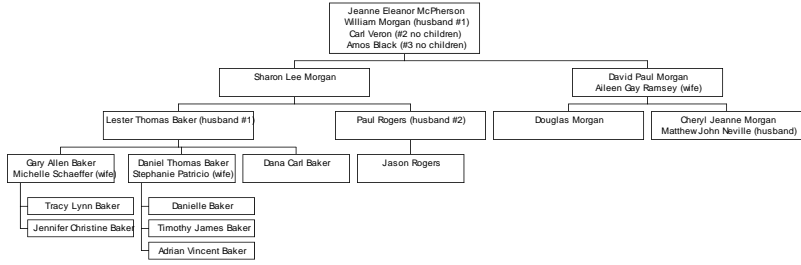 Jeanne Eleanor McPherson
William Morgan (husband #1)
Carl Veron (#2 no children)
Amos Black (#3 no children)
Sharon Lee Morgan
David Paul Morgan
Aileen Gay Ramsey (wife)
Lester Thomas Baker (husband #1)
Paul Rogers (husband #2)
Douglas Morgan
Cheryl Jeanne Morgan
Matthew John Neville (husband)
Gary Allen Baker
Michelle Schaeffer (wife)
Daniel Thomas Baker
Stephanie Patricio (wife)
Dana Carl Baker
Jason Rogers
Tracy Lynn Baker
Jennifer Christine Baker
Danielle Baker
Timothy James Baker
Adrian Vincent Baker